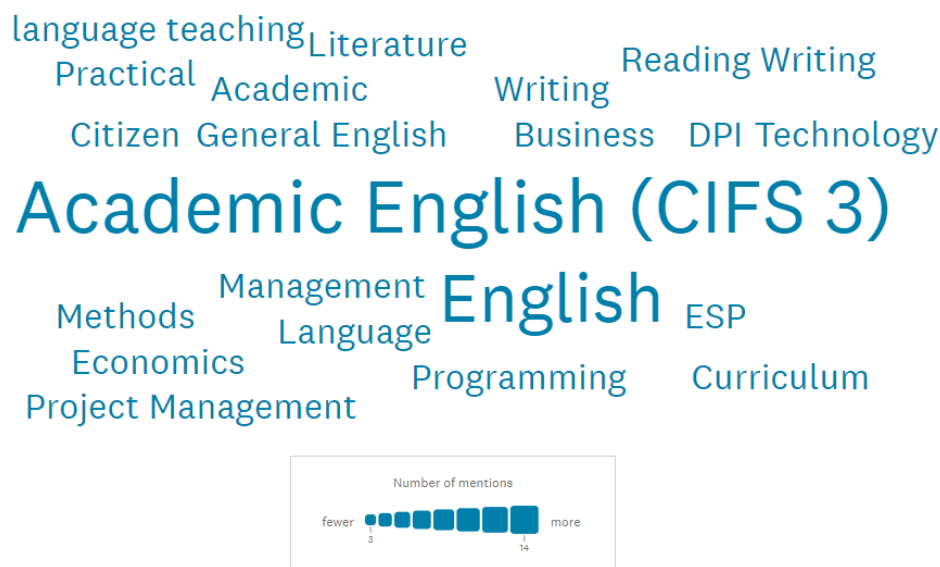 language teaching Literature
Reading Writing
Practical Academic Writing
Citizen General English Business DPI Technology
Academic English (CIFS 3)
Management English
Methods Language ESP
Economics Programming Curriculum
Project Management
Number of mentions
fewer more
3 14